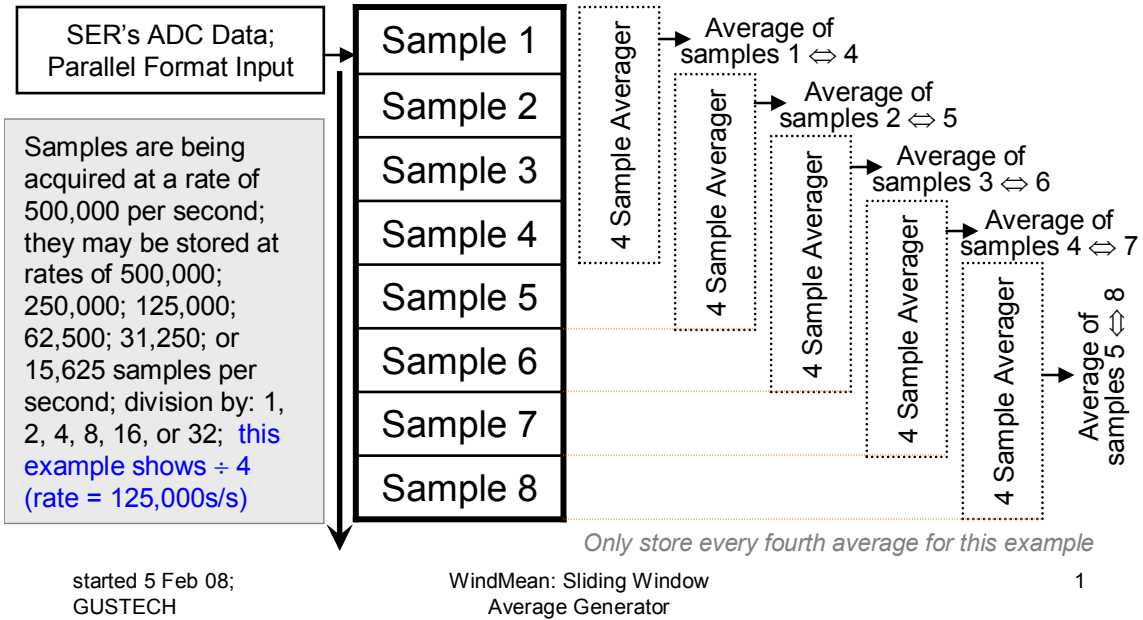 SER's ADC Data;
Parallel Format Input
Samples are being
acquired at a rate of
500,000 per second;
they may be stored at
rates of 500,000;
250,000; 125,000;
62,500; 31,250; or
15,625 samples per
second; division by: 1,
2, 4, 8, 16, or 32; this
example shows ÷ 4
(rate = 125,000s/s)
Sample 1
Sample 2
Sample 3
Sample 4
Sample 5
Sample 6
Sample 7
Sample 8
4 Sample Averager
Average of
samples 1 ⇔ 4
4 Sample Averager
Average of
samples 2 ⇔ 5
4 Sample Averager
Average of
samples 3 ⇔ 6
4 Sample Averager
Average of
samples 4 ⇔ 7
4 Sample Averager
Average of
samples 5 ⇔ 8
Only store every fourth average for this example
started 5 Feb 08;
GUSTECH
WindMean: Sliding Window
Average Generator
1